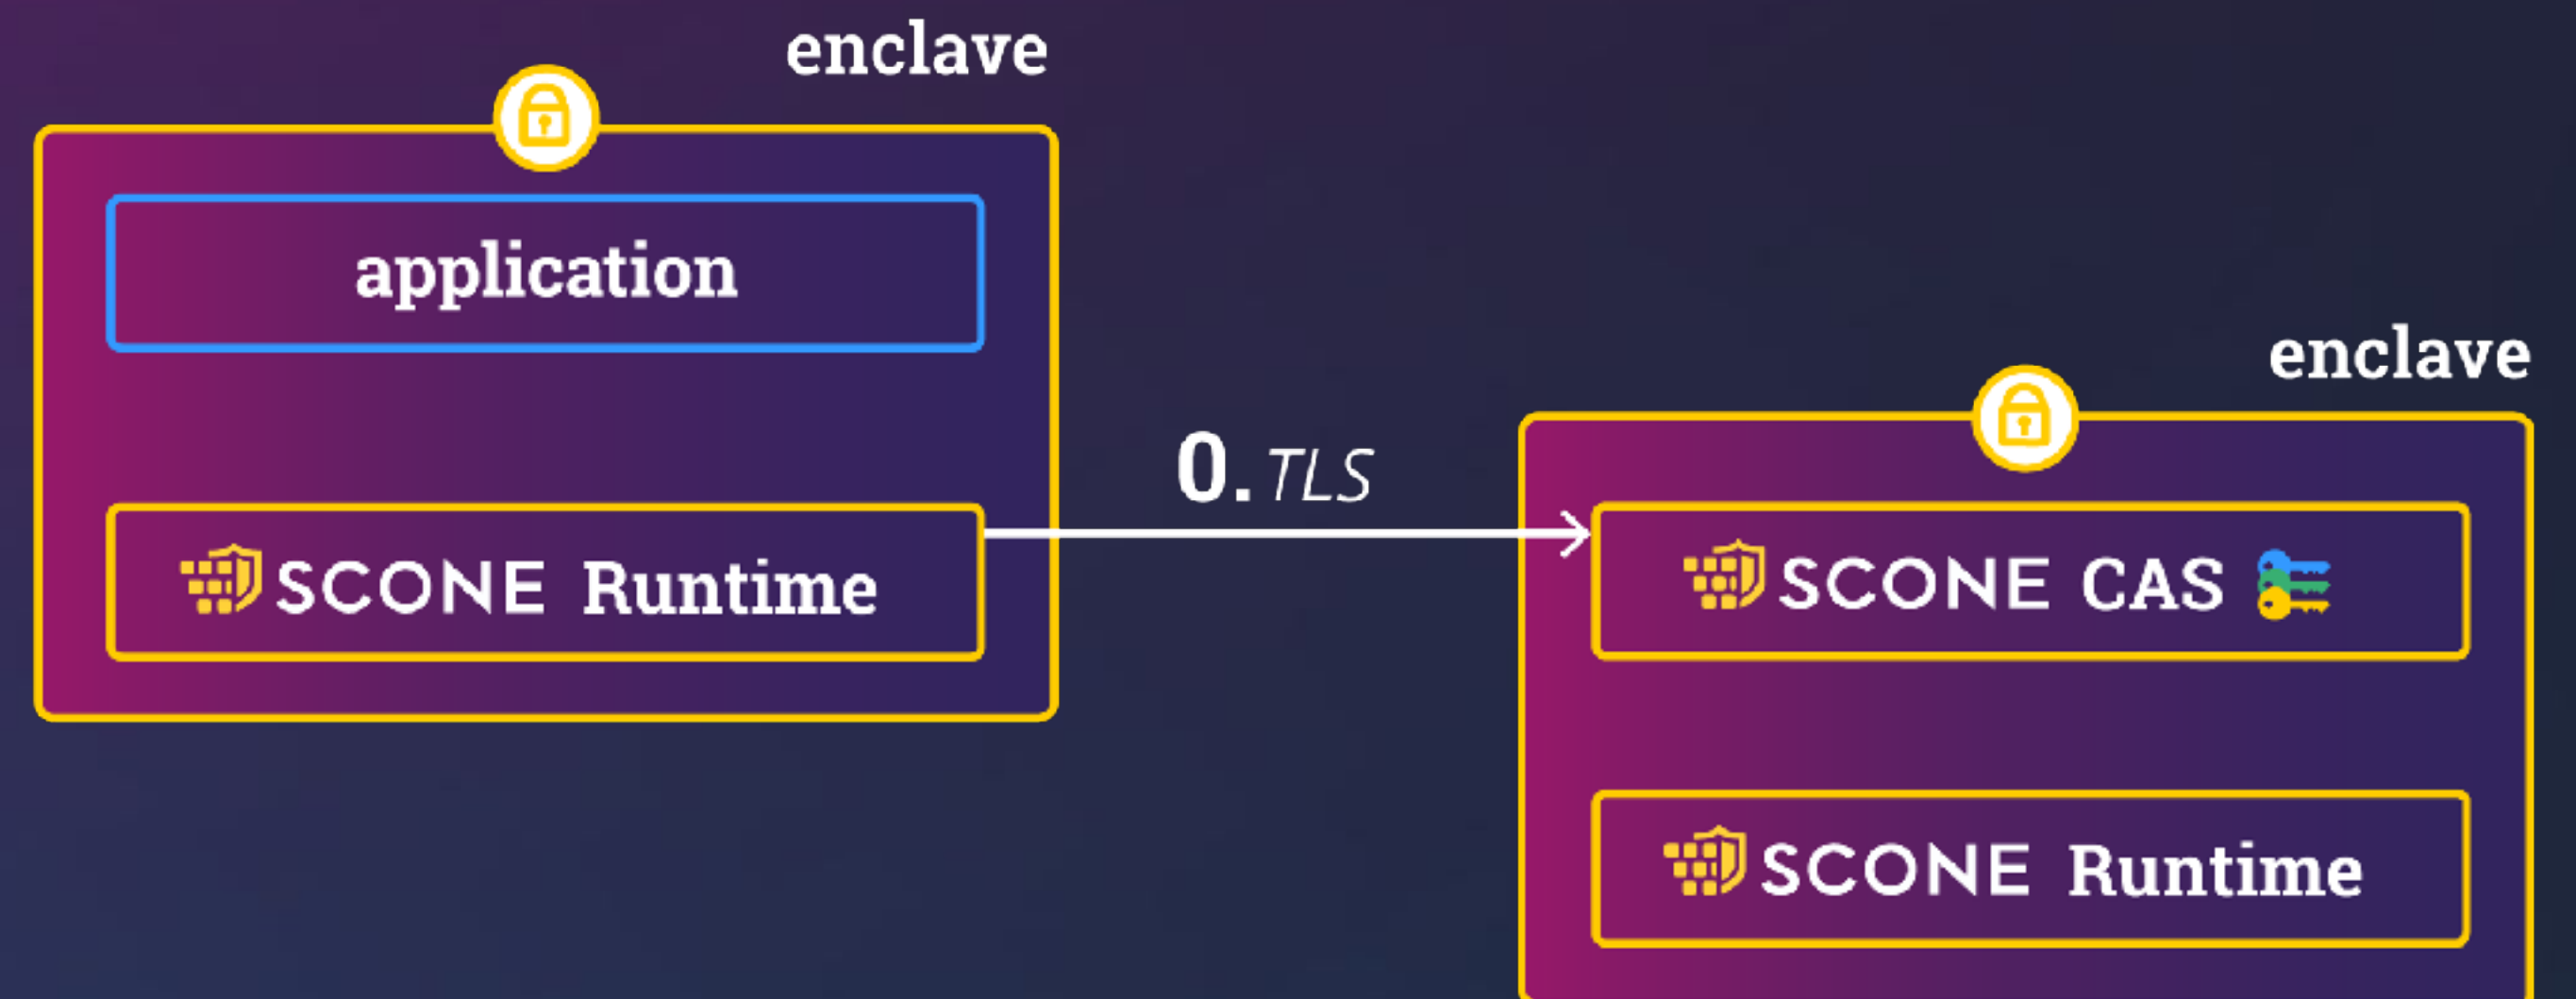 enclave
application
SCONE Runtime
0. TLS
enclave
SCONE CAS
SCONE Runtime